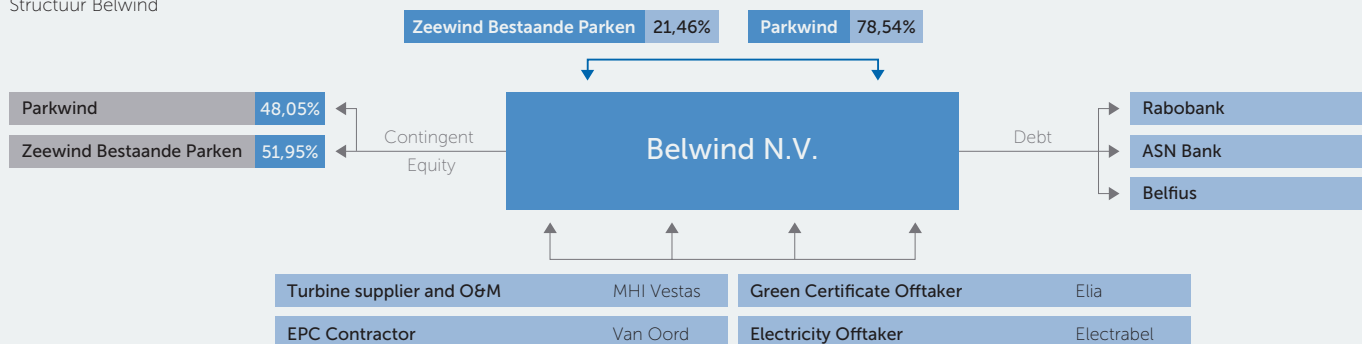 Structuur Belwind
Zeewind Bestaande Parken 21,46% Parkwind 78,54%
Parkwind 48,05%
Zeewind Bestaande Parken 51,95%
Contingent
Equity
Belwind N.V.
Debt
Rabobank
ASN Bank
Belfius
Turbine supplier and O&M MHI Vestas Green Certificate Offtaker Elia
EPC Contractor Van Oord Electricity Offtaker Electrabel